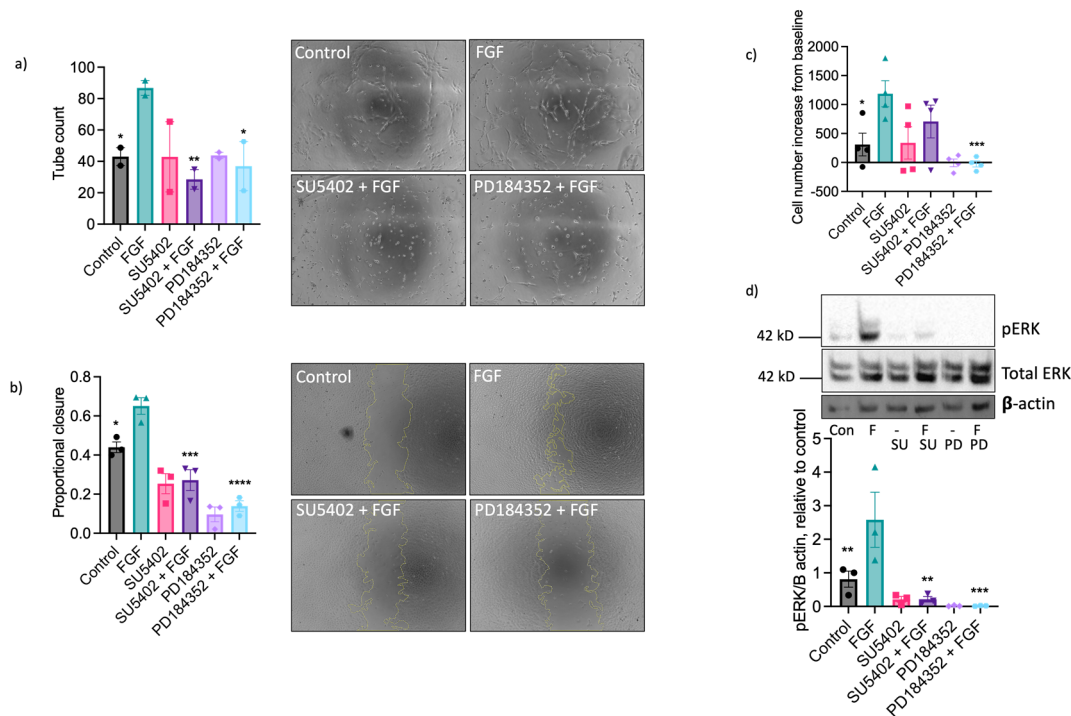 a)
Tube count
100
80
60
40
20
0
*
**
*
Control
FGF
SU5402
SU5402 + FGF
PD184352
PD184352 + FGF
Control
FGF
SU5402 + FGF
PD184352 + FGF
b)
Proportional closure
0.8
0.6
0.4
0.2
0.0
*
***
****
Control
FGF
SU5402
SU5402 + FGF
PD184352
PD184352 + FGF
Control
FGF
SU5402 + FGF
PD184352 + FGF
c)
Cell number increase from baseline
2000
1500
1000
500
0
-500
*
***
Control
FGF
SU5402
SU5402 + FGF
PD184352
PD184352 + FGF
d)
42 kD
pERK
42 kD
Total ERK
β-actin
Con F - F - F
SU SU PD PD
pERK/B actin, relative to control
5
4
3
2
1
0
**
**
***
Control
FGF
SU5402
SU5402 + FGF
PD184352
PD184352 + FGF